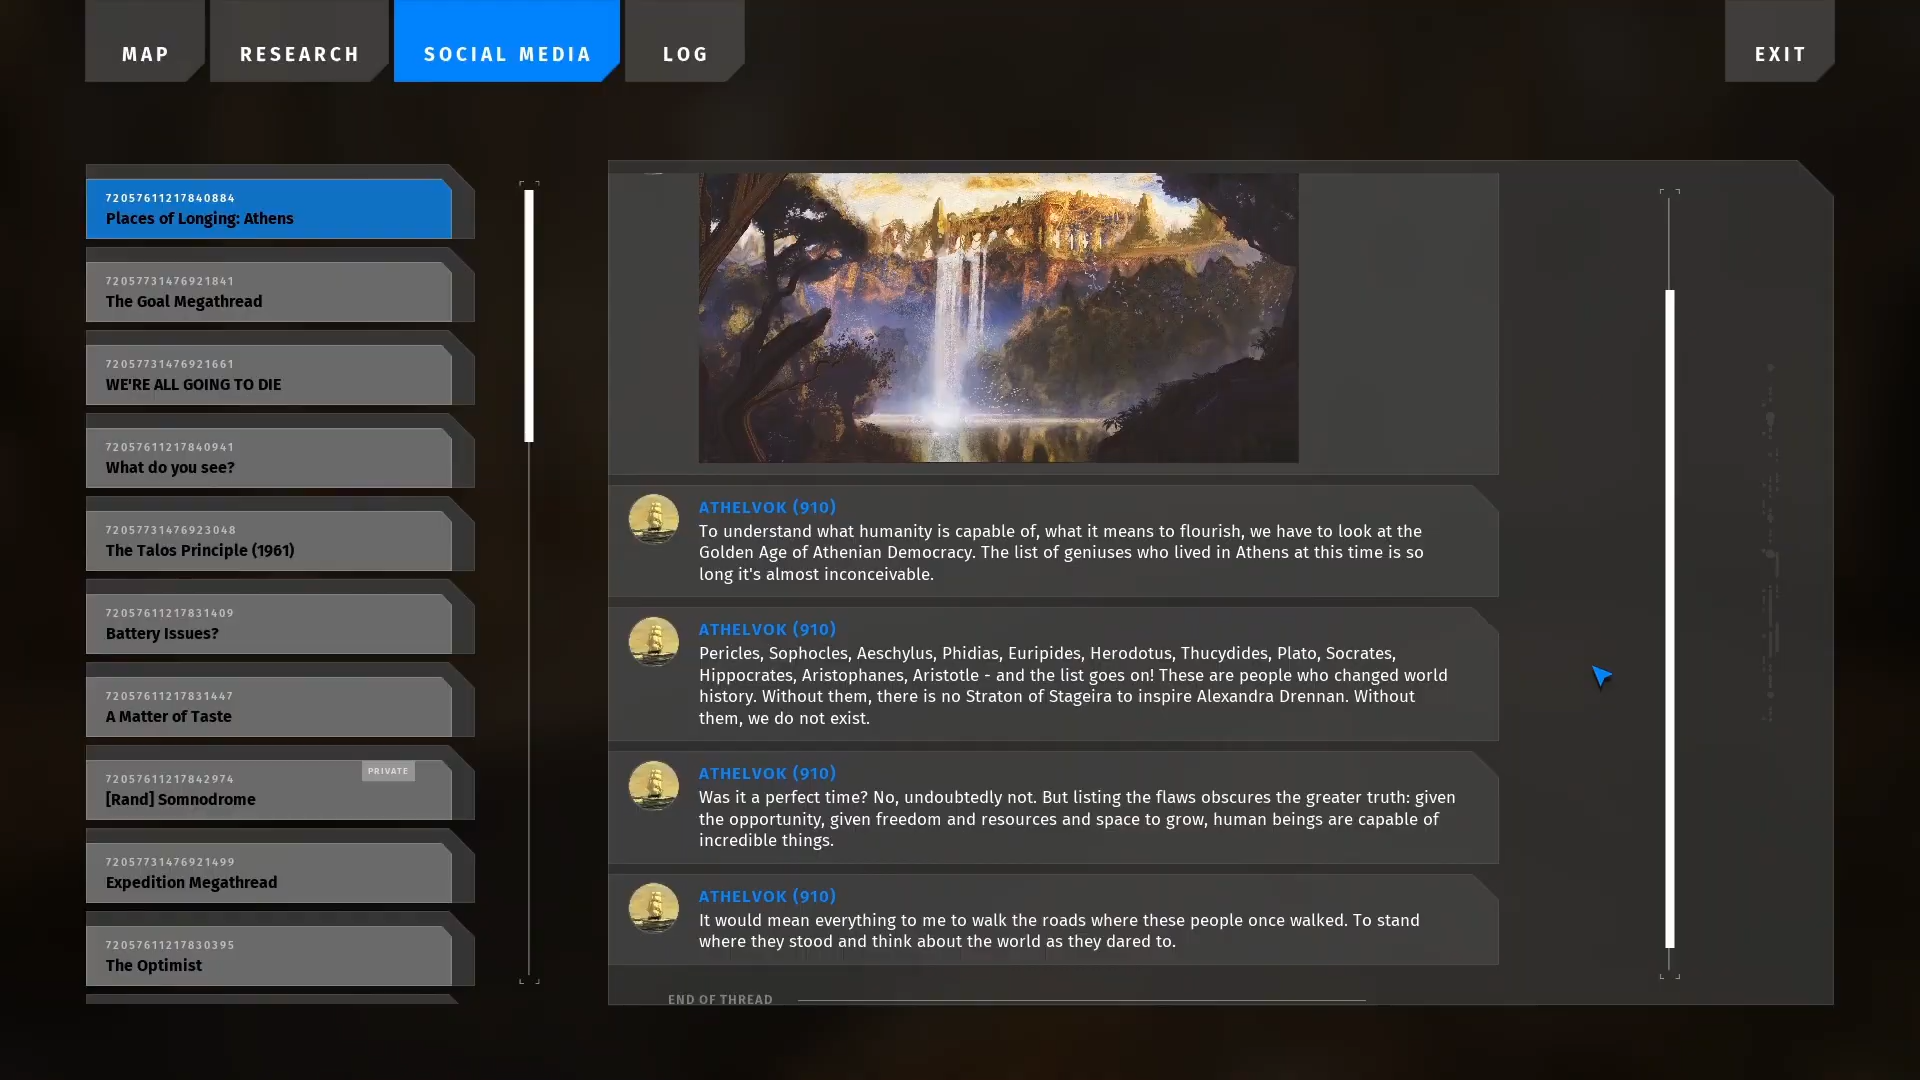 MAP
RESEARCH
SOCIAL MEDIA
LOG
EXIT
72057611217840884
Places of Longing: Athens
72057731476921841
The Goal Megathread
72057731476921661
WE'RE ALL GOING TO DIE
72057611217840941
What do you see?
72057731476923048
The Talos Principle (1961)
72057611217831409
Battery Issues?
72057611217831447
A Matter of Taste
72057611217842974
PRIVATE
[Rand] Somnodrome
72057731476921499
Expedition Megathread
72057611217830395
The Optimist
ATHELVOK (910)
To understand what humanity is capable of, what it means to flourish, we have to look at the
Golden Age of Athenian Democracy. The list of geniuses who lived in Athens at this time is so
long it's almost inconceivable.
ATHELVOK (910)
Pericles, Sophocles, Aeschylus, Phidias, Euripides, Herodotus, Thucydides, Plato, Socrates,
Hippocrates, Aristophanes, Aristotle - and the list goes on! These are people who changed world
history. Without them, there is no Straton of Stageira to inspire Alexandra Drennan. Without
them, we do not exist.
ATHELVOK (910)
Was it a perfect time? No, undoubtedly not. But listing the flaws obscures the greater truth: given
the opportunity, given freedom and resources and space to grow, human beings are capable of
incredible things.
ATHELVOK (910)
It would mean everything to me to walk the roads where these people once walked. To stand
where they stood and think about the world as they dared to.
END OF THREAD